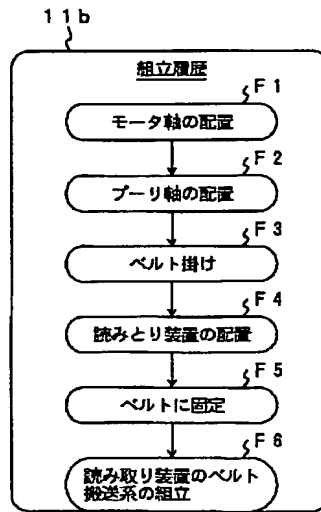 11b
組立履歴
F1
モータ軸の配置
F2
プーリ軸の配置
F3
ベルト掛け
F4
読みとり装置の配置
F5
ベルトに固定
F6
読み取り装置のベルト
搬送系の組立